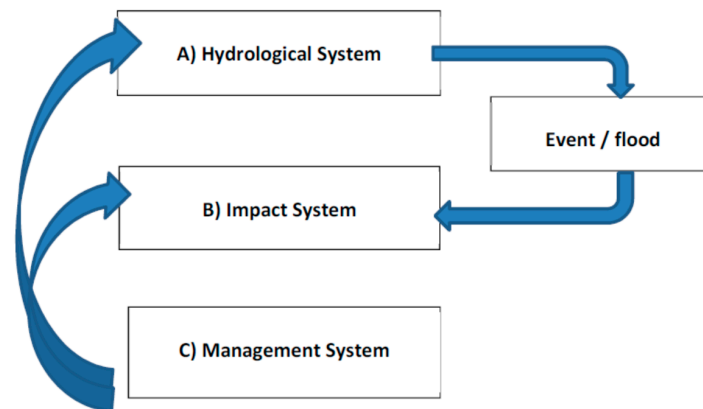 A) Hydrological System
Event / flood
B) Impact System
C) Management System